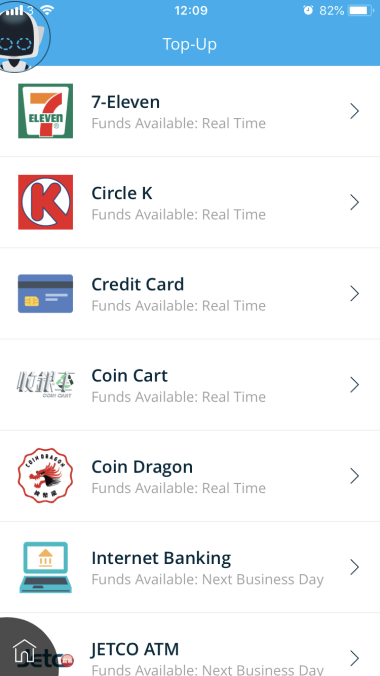 3 12:09 82%
Top-Up
7
ELEVEN
7-Eleven
Funds Available: Real Time
K
Circle K
Funds Available: Real Time
Credit Card
Funds Available: Real Time
收銀車
COIN CART
Coin Cart
Funds Available: Real Time
COIN DRAGON
Coin Dragon
Funds Available: Real Time
Internet Banking
Funds Available: Next Business Day
Jetco
JETCO ATM
Funds Available: Next Business Day